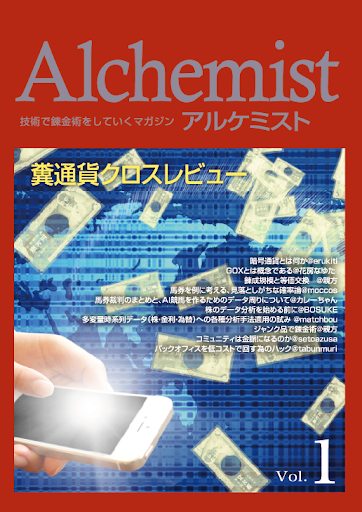 Alchemist
技術で錬金術をしていくマガジン アルケミスト
糞通貨クロスレビュー
暗号通貨とは何か@erukiti
GOXとは概念である@花房なゆた
錬成規模と等価交換 @親方
馬券を例に考える、見落としがちな確率論@moccos
馬券裁判のまとめと、AI競馬を作るためのデータ周りについて@カレーちゃん
株のデータ分析を始める前に@BOSUKE
多変量時系列データ(株・金利・為替)への各種分析手法適用の試み @matchbou
ジャンク品で錬金術@親方
コミュニティは金脈になるのか@setoazusa
バックオフィスを低コストで回す為のハック@tabunmuri
Vol. 1